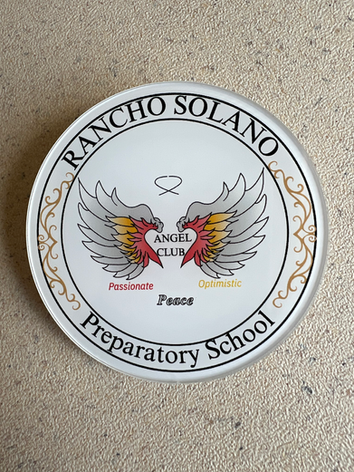 RANCHO SOLANO
ANGEL
CLUB
Passionate
Optimistic
Peace
Preparatory School